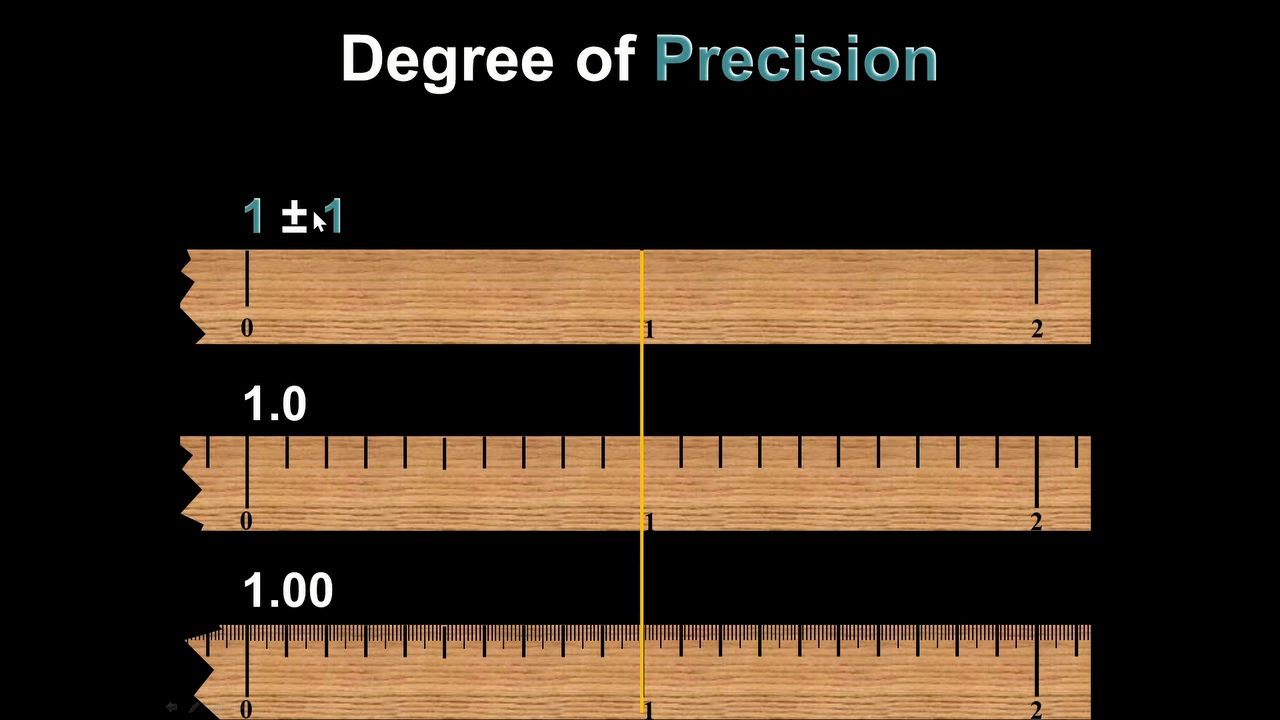 Degree of Precision
1 ± 1
0 1 2
1.0
0 1 2
1.00
0 1 2